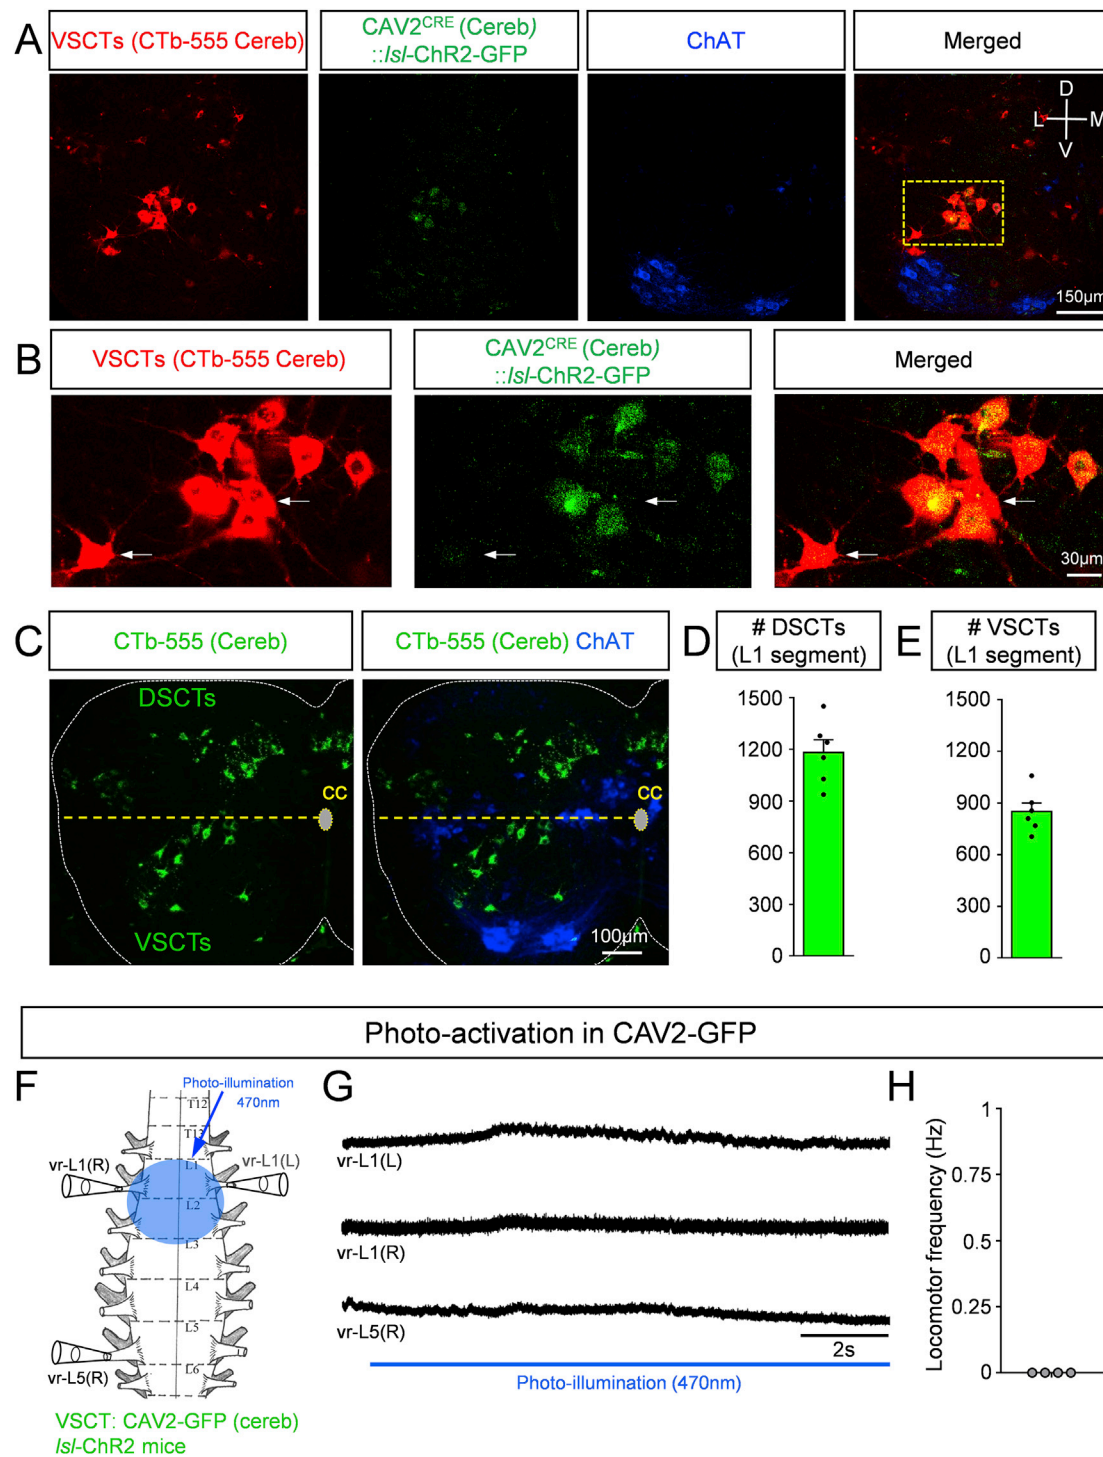 A
VSCTs (CTb-555 Cereb)
CAV2CRE (Cereb)
::lsl-ChR2-GFP
ChAT
Merged
D
L
M
V
150µm
B
VSCTs (CTb-555 Cereb)
CAV2CRE (Cereb)
::lsl-ChR2-GFP
Merged
30µm
C
CTb-555 (Cereb)
CTb-555 (Cereb) ChAT
DSCTs
CC
VSCTs
CC
100µm
D
# DSCTs
(L1 segment)
1500
1200
900
600
300
0
E
# VSCTs
(L1 segment)
1500
1200
900
600
300
0
Photo-activation in CAV2-GFP
F
Photo-illumination
470nm
T12
T13
L1
vr-L1(R)
vr-L1(L)
L2
L3
L4
L5
L6
vr-L5(R)
VSCT: CAV2-GFP (cereb)
lsl-ChR2 mice
G
vr-L1(L)
vr-L1(R)
vr-L5(R)
2s
Photo-illumination (470nm)
H
Locomotor frequency (Hz)
1
0.75
0.5
0.25
0